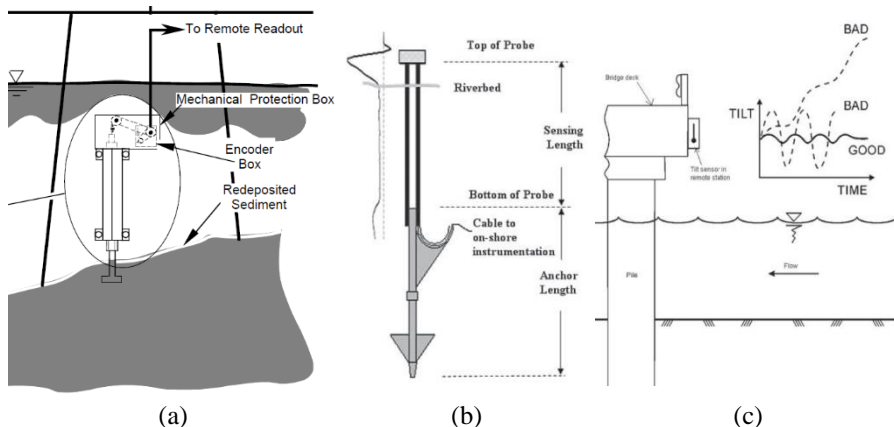 To Remote Readout
Mechanical Protection Box
Encoder
Box
Redeposited
Sediment
(a)
Top of Probe
Riverbed
Sensing
Length
Bottom of Probe
Cable to
on-shore
instrumentation
Anchor
Length
(b)
Bridge deck
Tilt sensor in
remote station
BAD
TILT
BAD
GOOD
TIME
Flow
Pile
(c)